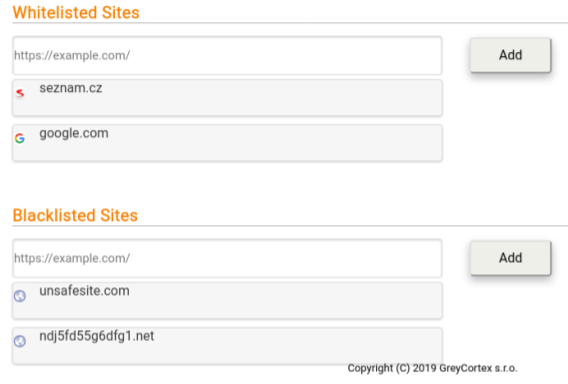 Whitelisted Sites
https://example.com/
Add
seznam.cz
google.com
Blacklisted Sites
https://example.com/
Add
unsafesite.com
ndj5fd55g6dfg1.net
Copyright (C) 2019 GreyCortex s.r.o.